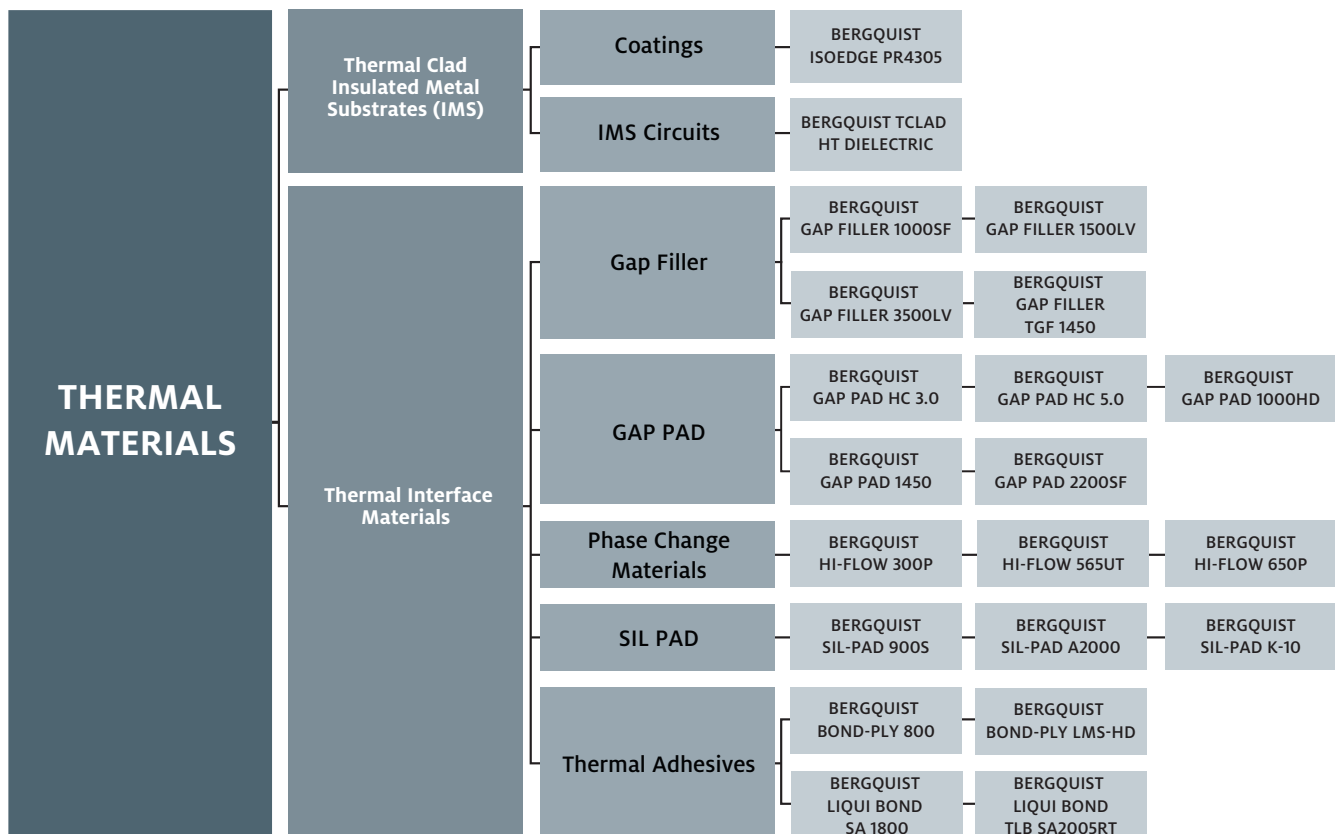 THERMAL
MATERIALS
Thermal Clad
Insulated Metal
Substrates (IMS)
Coatings
BERGQUIST
ISOEDGE PR4305
IMS Circuits
BERGQUIST TCLAD
HT DIELECTRIC
Thermal Interface
Materials
Gap Filler
BERGQUIST
GAP FILLER 1000SF
BERGQUIST
GAP FILLER 1500LV
BERGQUIST
GAP FILLER 3500LV
BERGQUIST
GAP FILLER
TGF 1450
GAP PAD
BERGQUIST
GAP PAD HC 3.0
BERGQUIST
GAP PAD HC 5.0
BERGQUIST
GAP PAD 1000HD
BERGQUIST
GAP PAD 1450
BERGQUIST
GAP PAD 2200SF
Phase Change
Materials
BERGQUIST
HI-FLOW 300P
BERGQUIST
HI-FLOW 565UT
BERGQUIST
HI-FLOW 650P
SIL PAD
BERGQUIST
SIL-PAD 900S
BERGQUIST
SIL-PAD A2000
BERGQUIST
SIL-PAD K-10
Thermal Adhesives
BERGQUIST
BOND-PLY 800
BERGQUIST
BOND-PLY LMS-HD
BERGQUIST
LIQUI BOND
SA 1800
BERGQUIST
LIQUI BOND
TLB SA2005RT